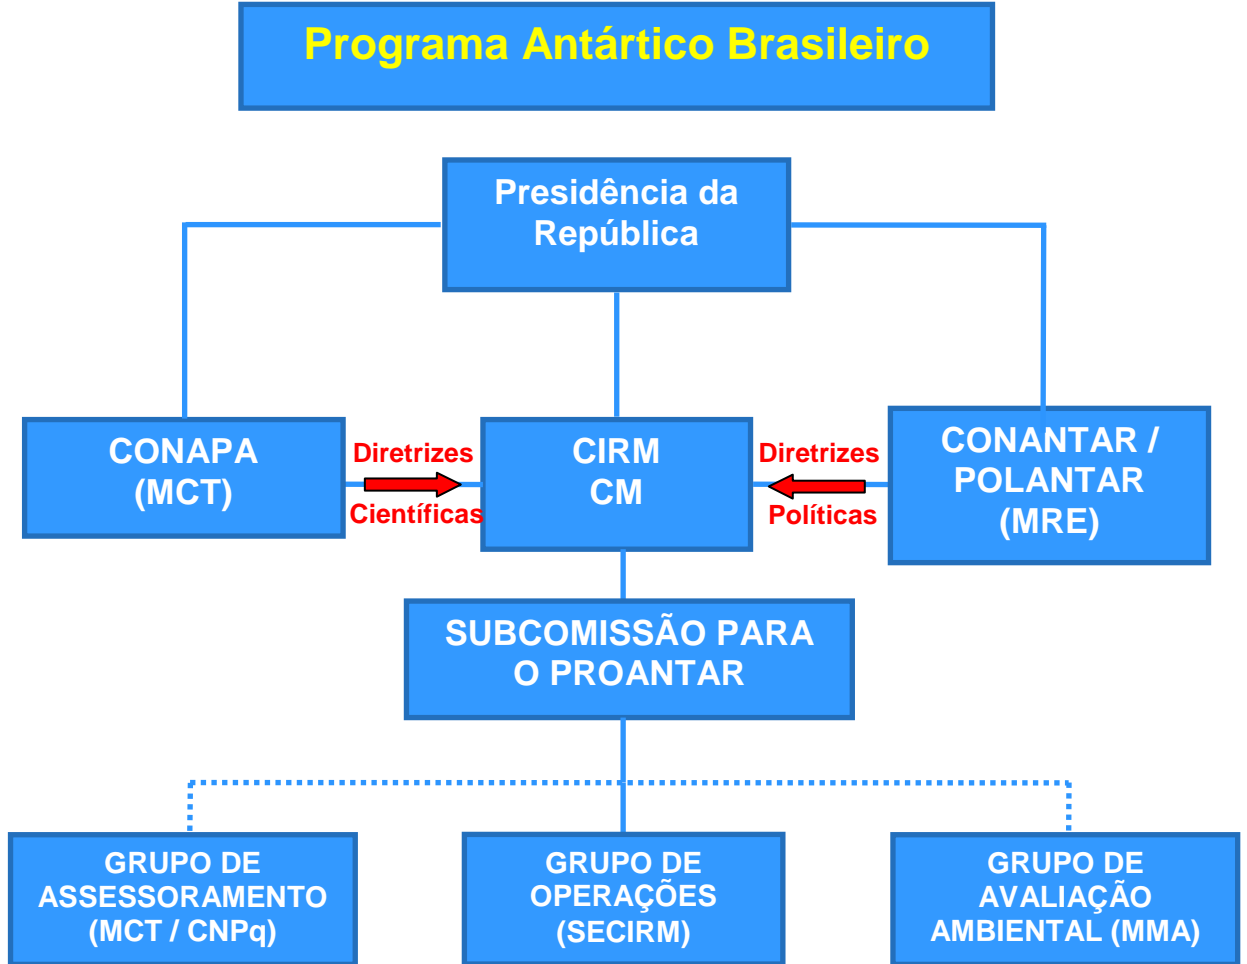 Programa Antártico Brasileiro
Presidência da
República
CONAPA
(MCT)
Diretrizes
Científicas
CIRM
CM
Diretrizes
Políticas
CONANTAR /
POLANTAR
(MRE)
SUBCOMISSÃO PARA
O PROANTAR
GRUPO DE
ASSESSORAMENTO
(MCT / CNPq)
GRUPO DE
OPERAÇÕES
(SECIRM)
GRUPO DE
AVALIAÇÃO
AMBIENTAL (MMA)